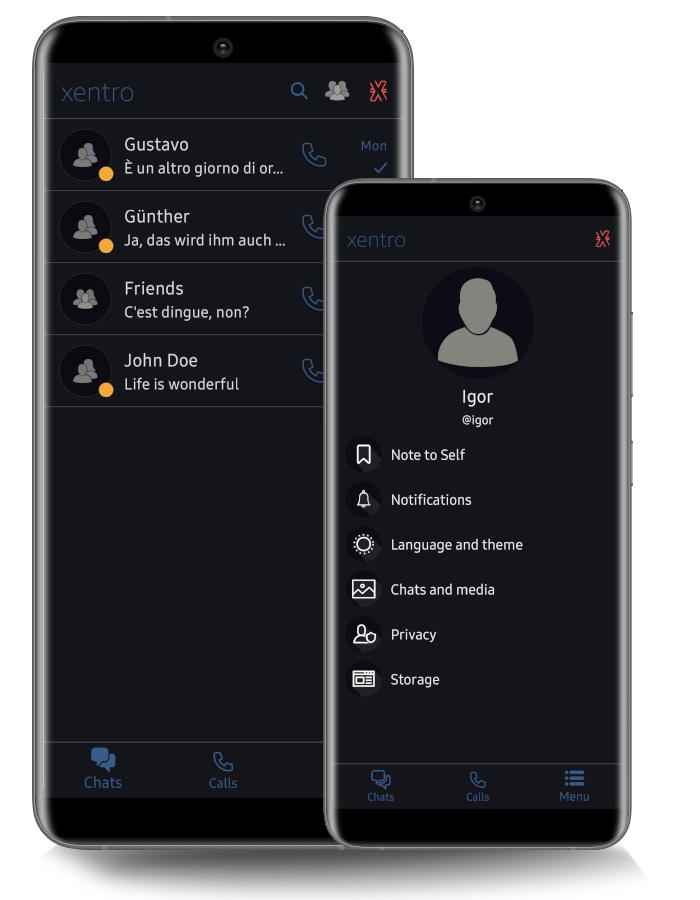 xentro
Gustavo
È un altro giorno di or...
Mon
Günther
Ja, das wird ihm auch ...
Friends
C'est dingue, non?
John Doe
Life is wonderful
Chats
Calls
xentro
Igor
@igor
Note to Self
Notifications
Language and theme
Chats and media
Privacy
Storage
Chats
Calls
Menu